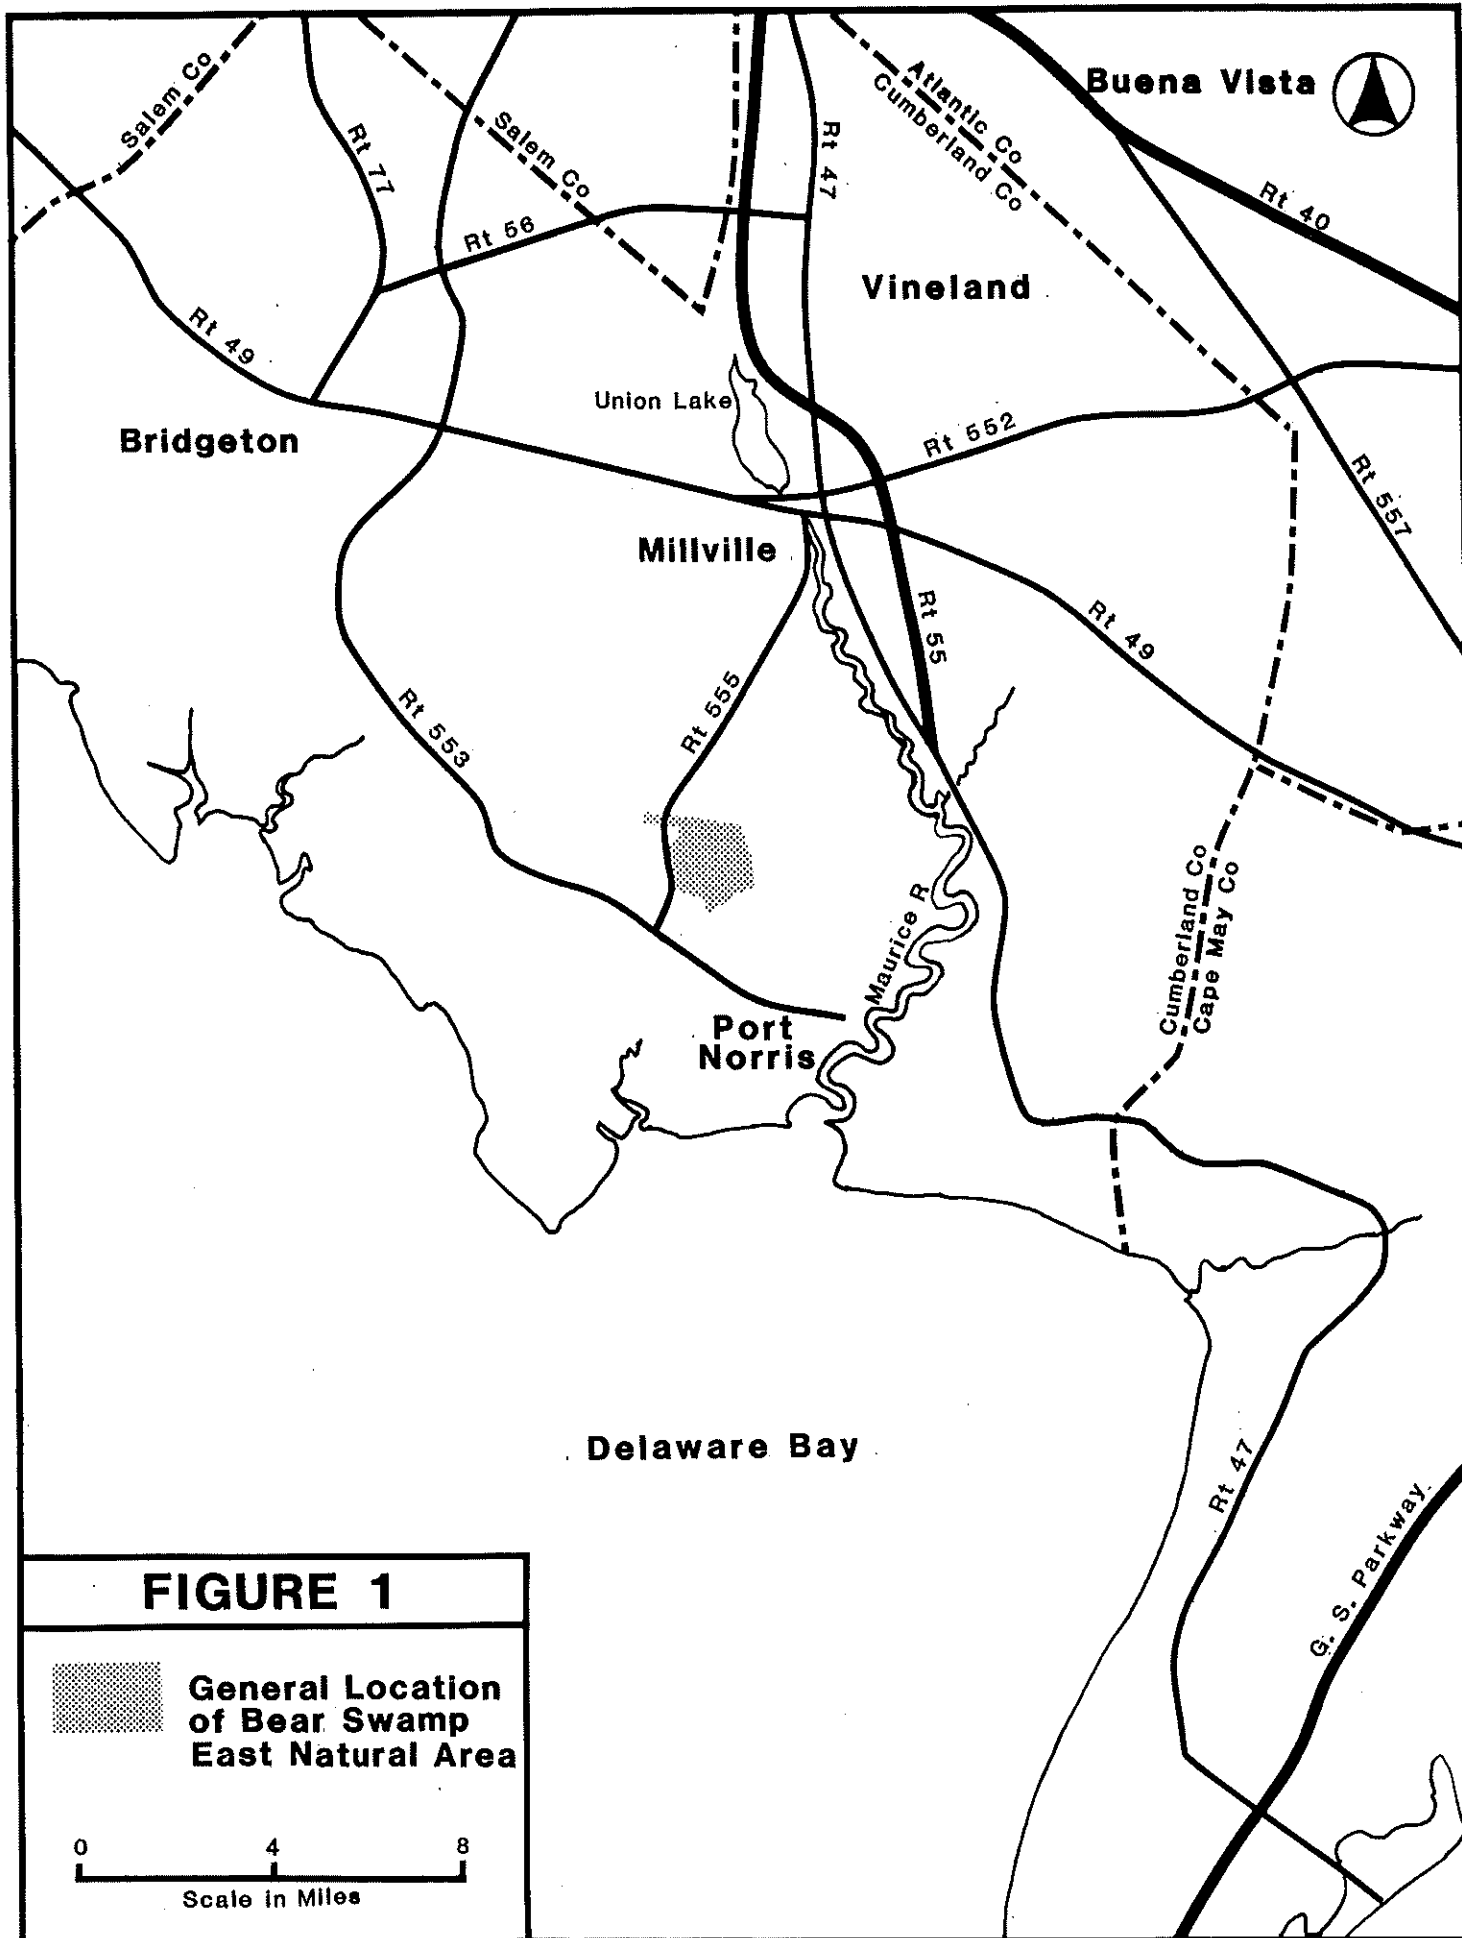 Salem Co
Rt 77
Salem Co
Rt 47
Atlantic Co
Cumberland Co
Buena Vista
Rt 40
Rt 56
Vineland
Rt 49
Union Lake
Bridgeton
Rt 552
Rt 557
Millville
Rt 55
Rt 49
Rt 555
Rt 553
Maurice R
Cumberland Co
Cape May Co
Port
Norris
Delaware Bay
Rt 47
G. S. Parkway
FIGURE 1
General Location
of Bear Swamp
East Natural Area
0 4 8
Scale in Miles